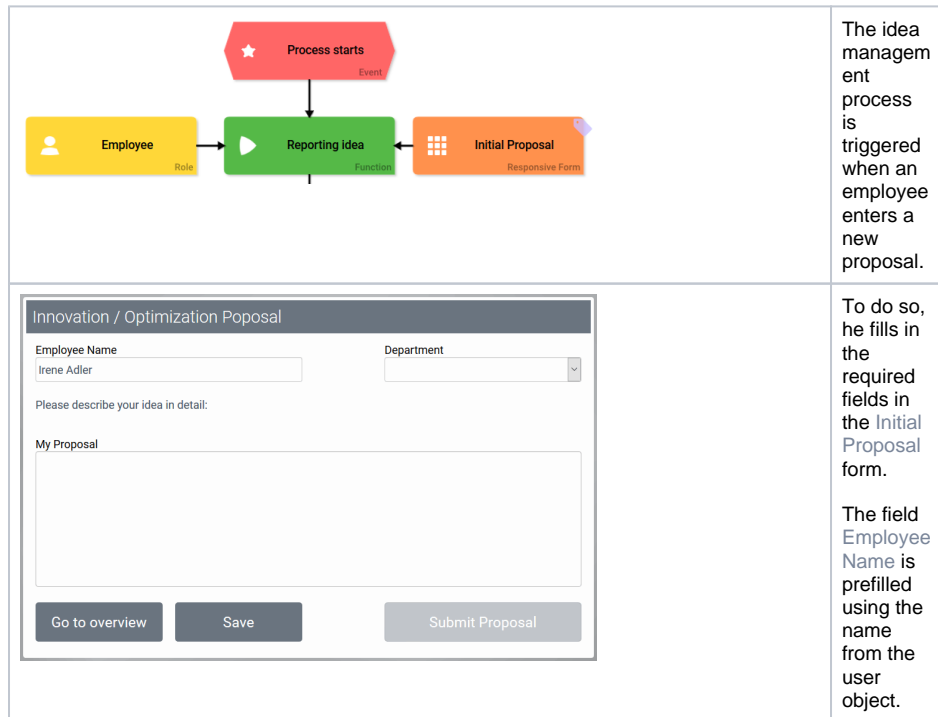 Process starts
Event
Employee
Role
Reporting idea
Function
Initial Proposal
Responsive Form
The idea
managem
ent
process
is
triggered
when an
employee
enters a
new
proposal.
Innovation / Optimization Poposal
Employee Name
Department
Irene Adler
Please describe your idea in detail:
My Proposal
Go to overview
Save
Submit Proposal
To do so,
he fills in
the
required
fields in
the Initial
Proposal
form.
The field
Employee
Name is
prefilled
using the
name
from the
user
object.